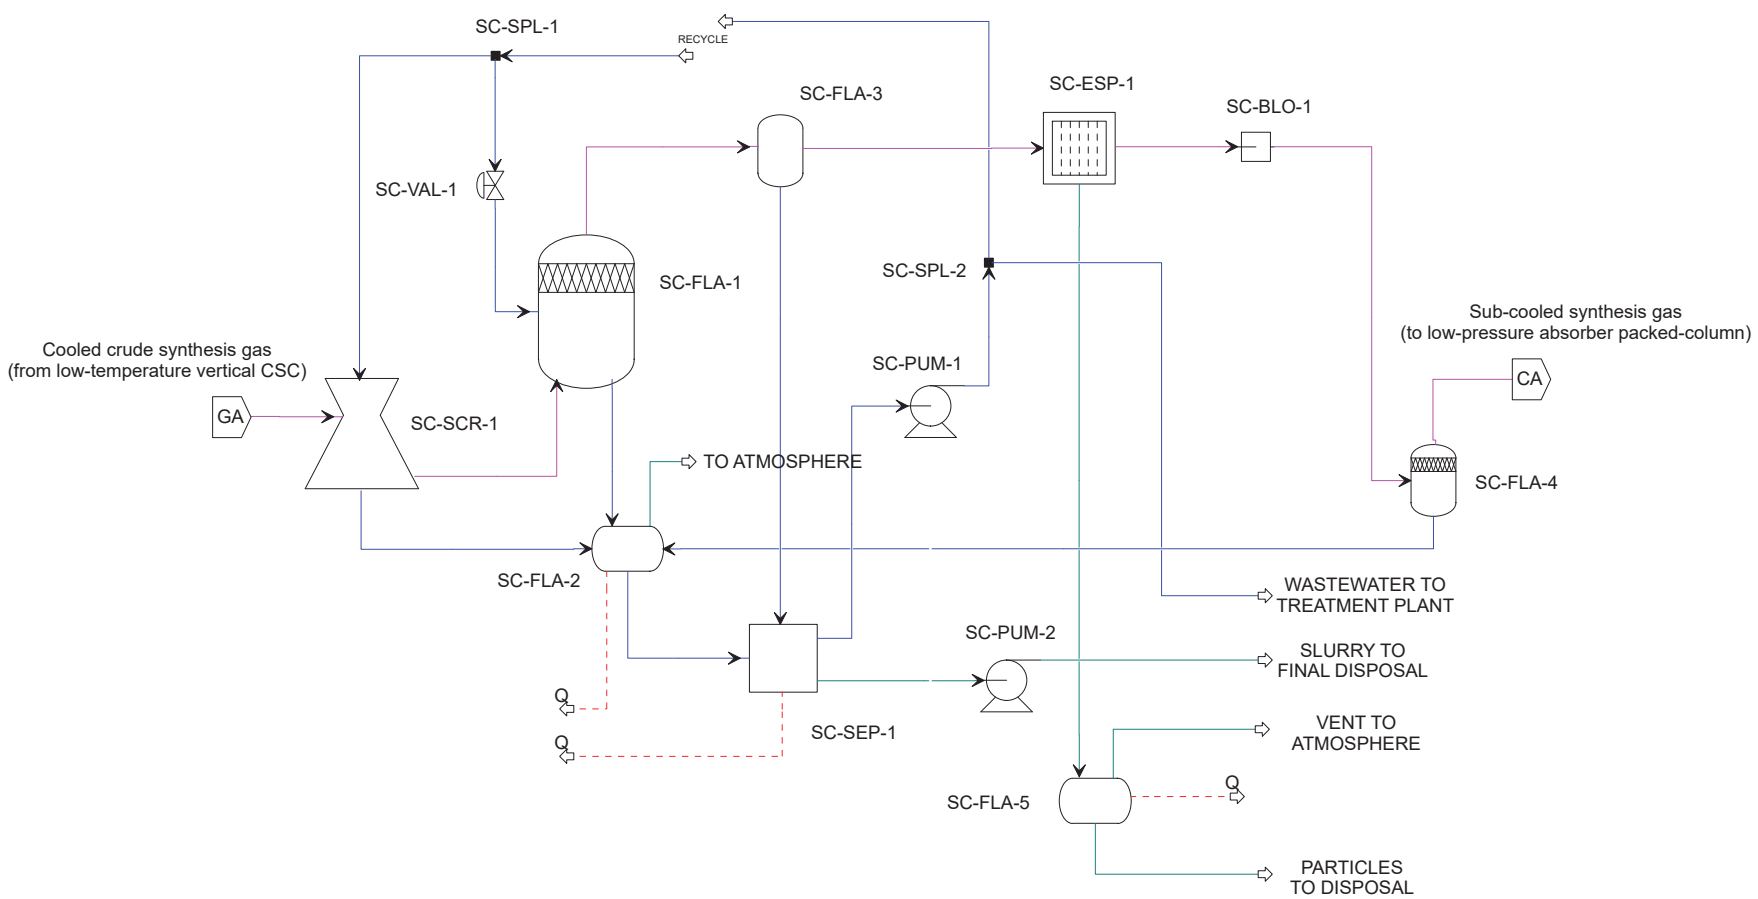 SC-SPL-1
RECYCLE
SC-FLA-3
SC-ESP-1
SC-BLO-1
SC-VAL-1
SC-FLA-1
SC-SPL-2
Sub-cooled synthesis gas
(to low-pressure absorber packed-column)
Cooled crude synthesis gas
(from low-temperature vertical CSC)
SC-PUM-1
CA
GA
SC-SCR-1
TO ATMOSPHERE
SC-FLA-4
SC-FLA-2
WASTEWATER TO
TREATMENT PLANT
SC-PUM-2
SLURRY TO
FINAL DISPOSAL
Q
SC-SEP-1
Q
VENT TO
ATMOSPHERE
SC-FLA-5
Q
PARTICLES
TO DISPOSAL